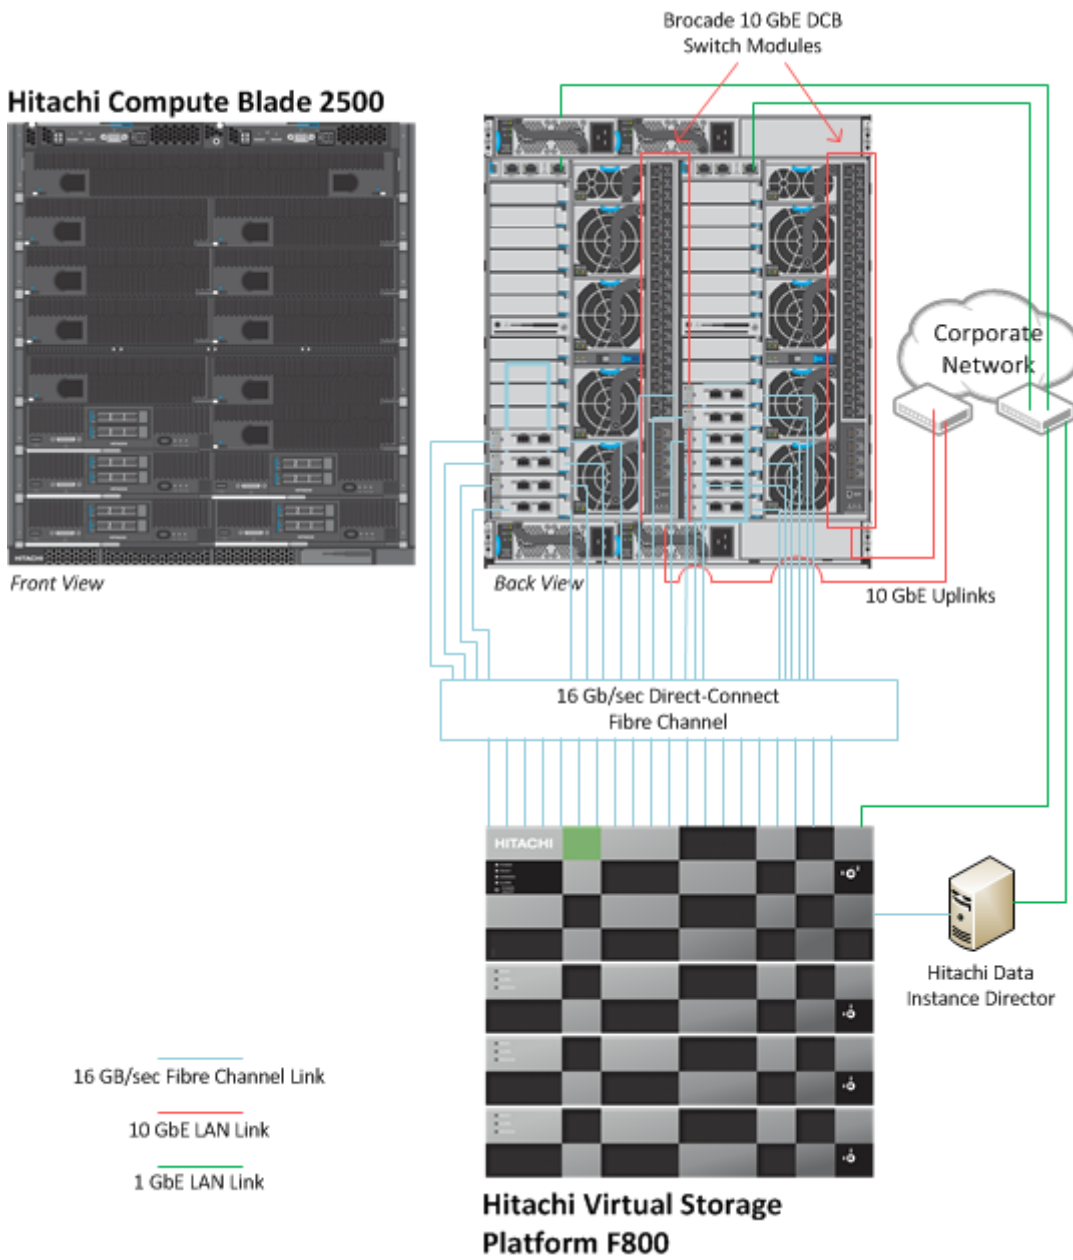 Brocade 10 GbE DCB
Switch Modules
Hitachi Compute Blade 2500
Corporate
Network
Front View
Back View
10 GbE Uplinks
16 Gb/sec Direct-Connect
Fibre Channel
HITACHI
HITACHI
Hitachi Data
Instance Director
16 GB/sec Fibre Channel Link
10 GbE LAN Link
1 GbE LAN Link
Hitachi Virtual Storage
Platform F800